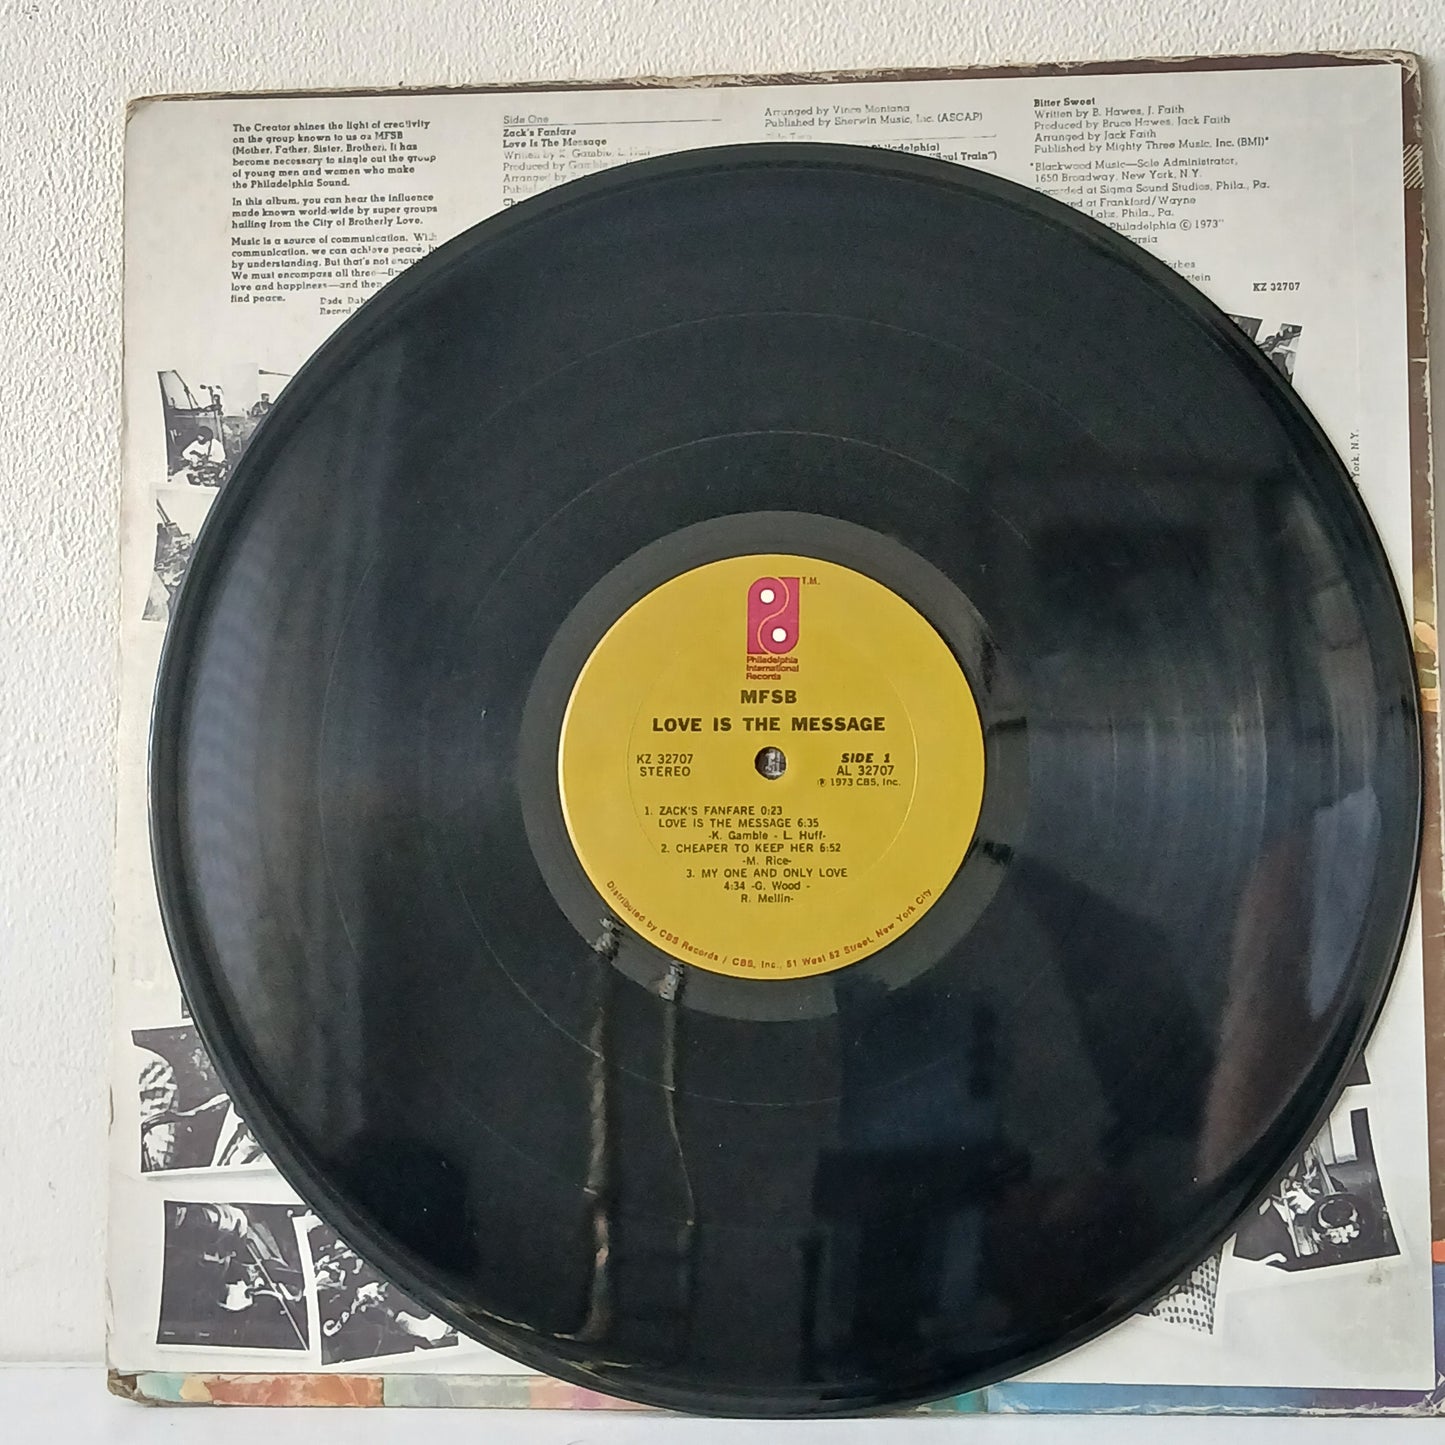 The Creator shines the light of creativity
on the group known to us as MFSB
(Mother, Father, Sister, Brother). It has
become necessary to single out the group
of young men and women who make
the Philadelphia Sound.
In this album, you can hear the influence
made known world-wide by super groups
hailing from the City of Brotherly Love.
Music is a source of communication. With
communication, we can achieve peace,
by understanding. But that's not
We must encompass all three—
love and happiness—and then
find peace.
Record
Side One
Zack's Fanfare
Love Is The Message
Written by K. Gamble, L. Huff
Produced by Gamble
Arranged by
Arranged by Vince Montana
Published by Sherwin Music, Inc. (ASCAP)
Side Two
Philadelphia)
"Soul Train")
Bitter Sweet
Written by B. Hawes, J. Faith
Produced by Bruce Hawes, Jack Faith
Arranged by Jack Faith
Published by Mighty Three Music, Inc. (BMI)*
*Blackwood Music—Sole Administrator,
1650 Broadway, New York, N.Y.
Recorded at Sigma Sound Studios, Phila., Pa.
at Frankford/Wayne
Phila., Pa.
Philadelphia © 1973"
KZ 32707
York, N.Y.
T.M.
Philadelphia
International
Records
MFSB
LOVE IS THE MESSAGE
KZ 32707
STEREO
SIDE 1
AL 32707
℗ 1973 CBS, Inc.
1. ZACK'S FANFARE 0:23
LOVE IS THE MESSAGE 6:35
-K. Gamble - L. Huff-
2. CHEAPER TO KEEP HER 6:52
-M. Rice-
3. MY ONE AND ONLY LOVE
4:34 -G. Wood -
R. Mellin-
Distributed by CBS Records / CBS, Inc., 51 West 52 Street, New York City